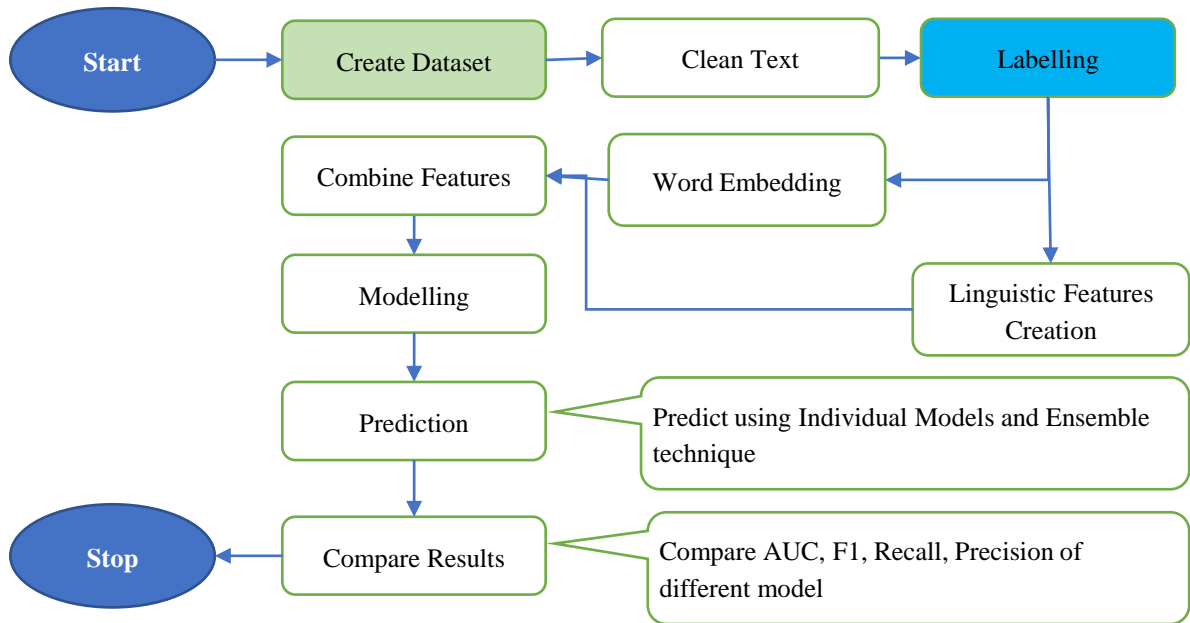 Start
Create Dataset
Clean Text
Labelling
Combine Features
Word Embedding
Modelling
Linguistic Features
Creation
Prediction
Predict using Individual Models and Ensemble
technique
Stop
Compare Results
Compare AUC, F1, Recall, Precision of
different model